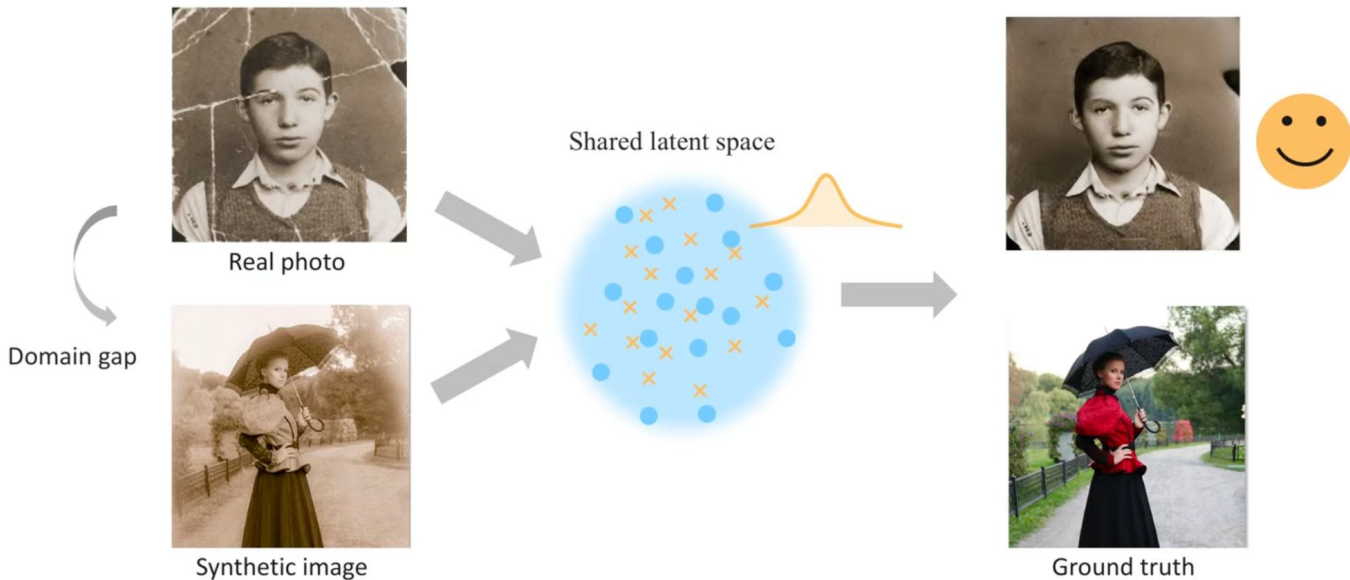 Shared latent space
Real photo
Domain gap
Synthetic image
Ground truth